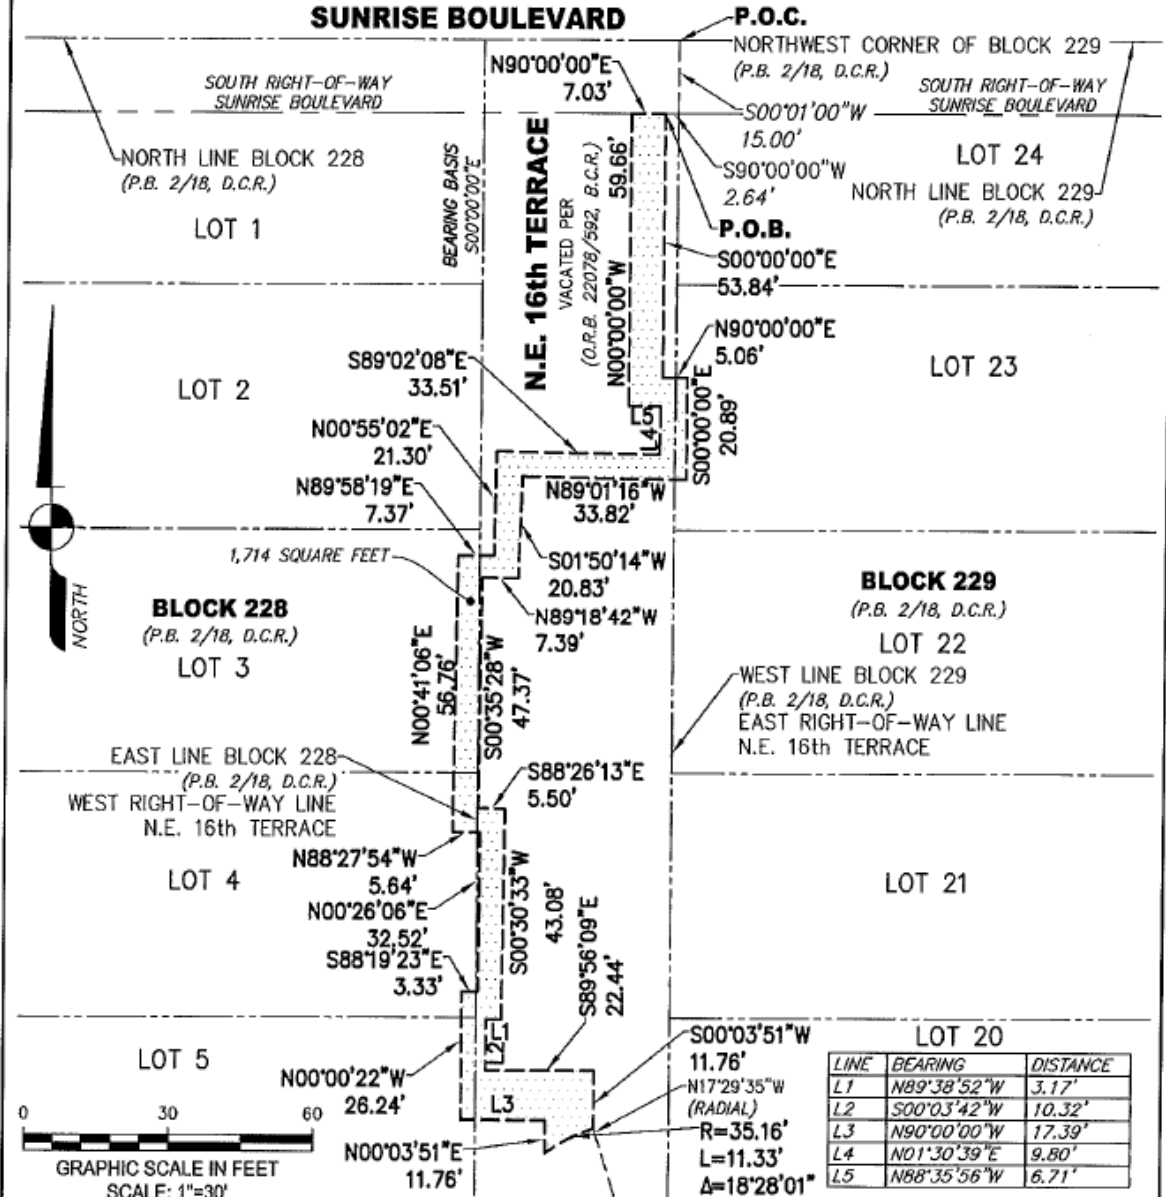 SUNRISE BOULEVARD
P.O.C.
NORTHWEST CORNER OF BLOCK 229
(P.B. 2/18, D.C.R.)
N90°00'00"E
7.03'
SOUTH RIGHT-OF-WAY
SUNRISE BOULEVARD
SOUTH RIGHT-OF-WAY
SUNRISE BOULEVARD
S00°01'00"W
15.00'
NORTH LINE BLOCK 228
(P.B. 2/18, D.C.R.)
LOT 1
BEARING BASIS
S00°00'00"E
N.E. 16th TERRACE
VACATED PER
(O.R.B. 22078/592, B.C.R.)
N00°00'00"W
59.66'
S90°00'00"W
2.64'
LOT 24
NORTH LINE BLOCK 229
(P.B. 2/18, D.C.R.)
P.O.B.
S00°00'00"E
53.84'
N90°00'00"E
5.06'
S89°02'08"E
33.51'
LOT 2
LOT 23
L5
L4
S00°00'00"E
20.89'
N00°55'02"E
21.30'
N89°58'19"E
7.37'
N89°01'16"W
33.82'
1,714 SQUARE FEET
S01°50'14"W
20.83'
N89°18'42"W
7.39'
NORTH
BLOCK 228
(P.B. 2/18, D.C.R.)
LOT 3
BLOCK 229
(P.B. 2/18, D.C.R.)
LOT 22
N00°41'06"E
56.76'
S00°35'28"W
47.37'
WEST LINE BLOCK 229
(P.B. 2/18, D.C.R.)
EAST RIGHT-OF-WAY LINE
N.E. 16th TERRACE
EAST LINE BLOCK 228
(P.B. 2/18, D.C.R.)
WEST RIGHT-OF-WAY LINE
N.E. 16th TERRACE
S88°26'13"E
5.50'
N88°27'54"W
5.64'
LOT 4
LOT 21
N00°26'06"E
32.52'
S00°30'33"W
43.08'
S88°19'23"E
3.33'
S89°56'09"E
22.44'
L1
L2
LOT 5
N00°00'22"W
26.24'
L3
N00°03'51"E
11.76'
S00°03'51"W
11.76'
N17°29'35"W
(RADIAL)
R=35.16'
L=11.33'
Δ=18°28'01"
LOT 20
LINE BEARING DISTANCE
L1 N89°38'52"W 3.17'
L2 S00°03'42"W 10.32'
L3 N90°00'00"W 17.39'
L4 N01°30'39"E 9.80'
L5 N88°35'56"W 6.71'
0 30 60
GRAPHIC SCALE IN FEET
SCALE: 1"=30'